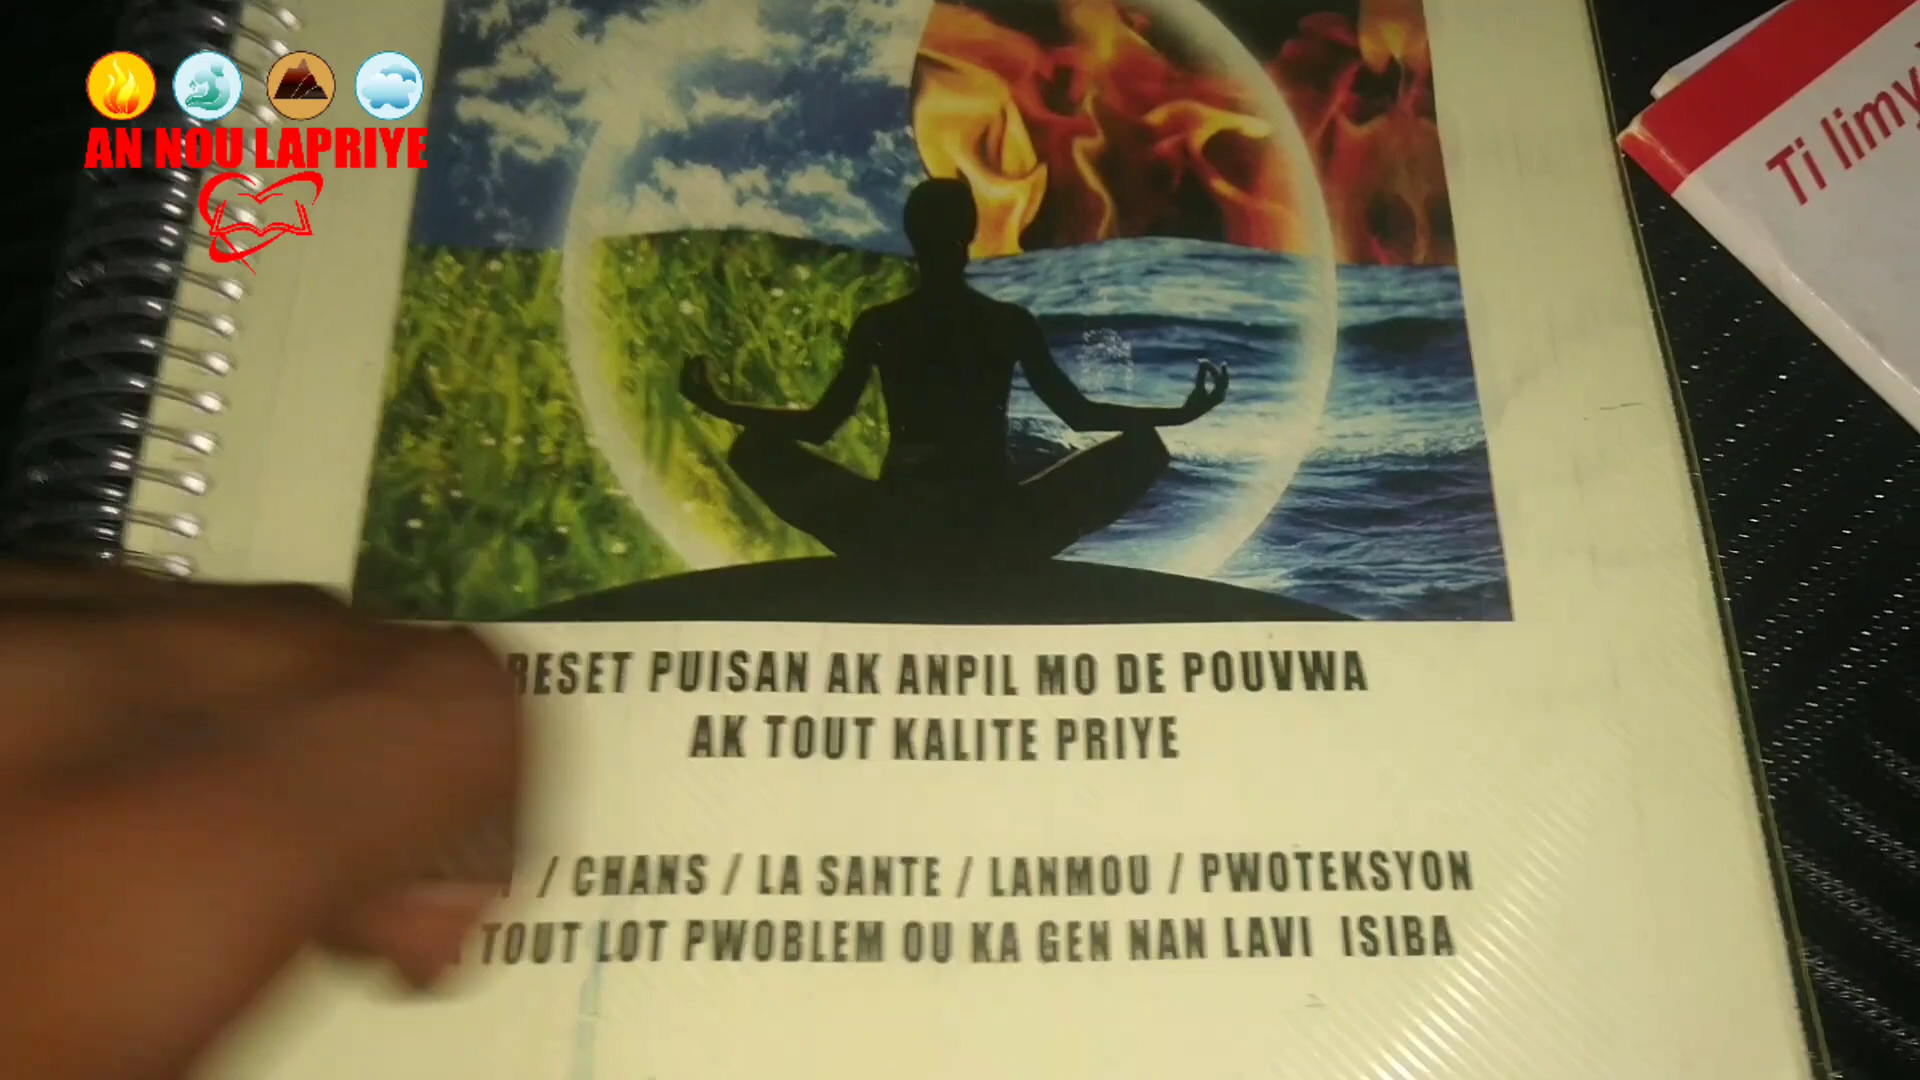 AN NOU LAPRIYE
Ti limy
RESET PUISAN AK ANPIL MO DE POUVWA
AK TOUT KALITE PRIYE
/ CHANS / LA SANTE / LANMOU / PWOTEKSYON
TOUT LOT PWOBLEM OU KA GEN NAN LAVI ISIBA